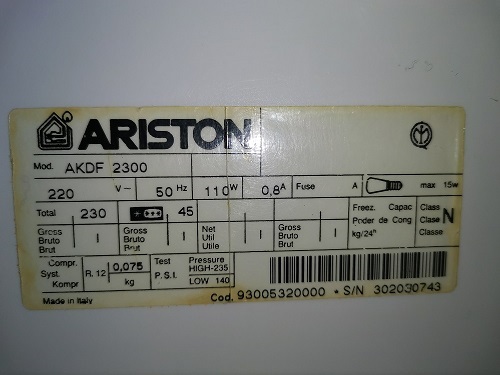 ARISTON
Mod. AKDF 2300
220 V~ 50 Hz 110W 0,8A Fuse A max 15w
Total 230 45 Freez. Capac Class N
Poder de Cong Clase
kg/24h Classe
Gross Gross Net Gross
Bruto Bruto Util Bruto
Brut Brut Utile Brut
Compr. R.12 0,075 Test Pressure
Syst. kg P.S.I. HIGH-235
Kompr LOW 140
Made in Italy Cod. 93005320000 • S/N 302030743